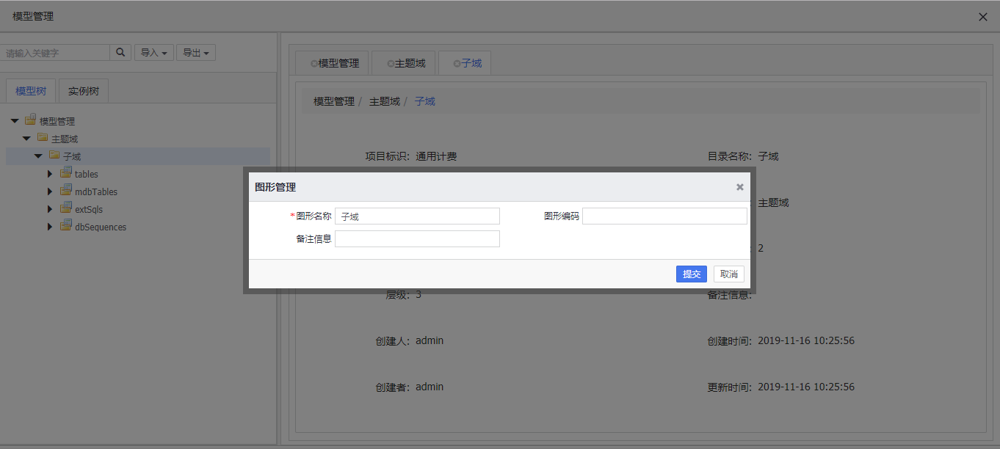 模型管理
请输入关键字
导入
导出
模型树
实例树
模型管理
主题域
子域
tables
mdbTables
extSqls
dbSequences
模型管理
主题域
子域
模型管理 / 主题域 / 子域
项目标识: 通用计费
目录名称: 子域
: 主题域
: 2
层级: 3
备注信息:
创建人: admin
创建时间: 2019-11-16 10:25:56
创建者: admin
更新时间: 2019-11-16 10:25:56
图形管理
*图形名称 子域
图形编码
备注信息
提交
取消